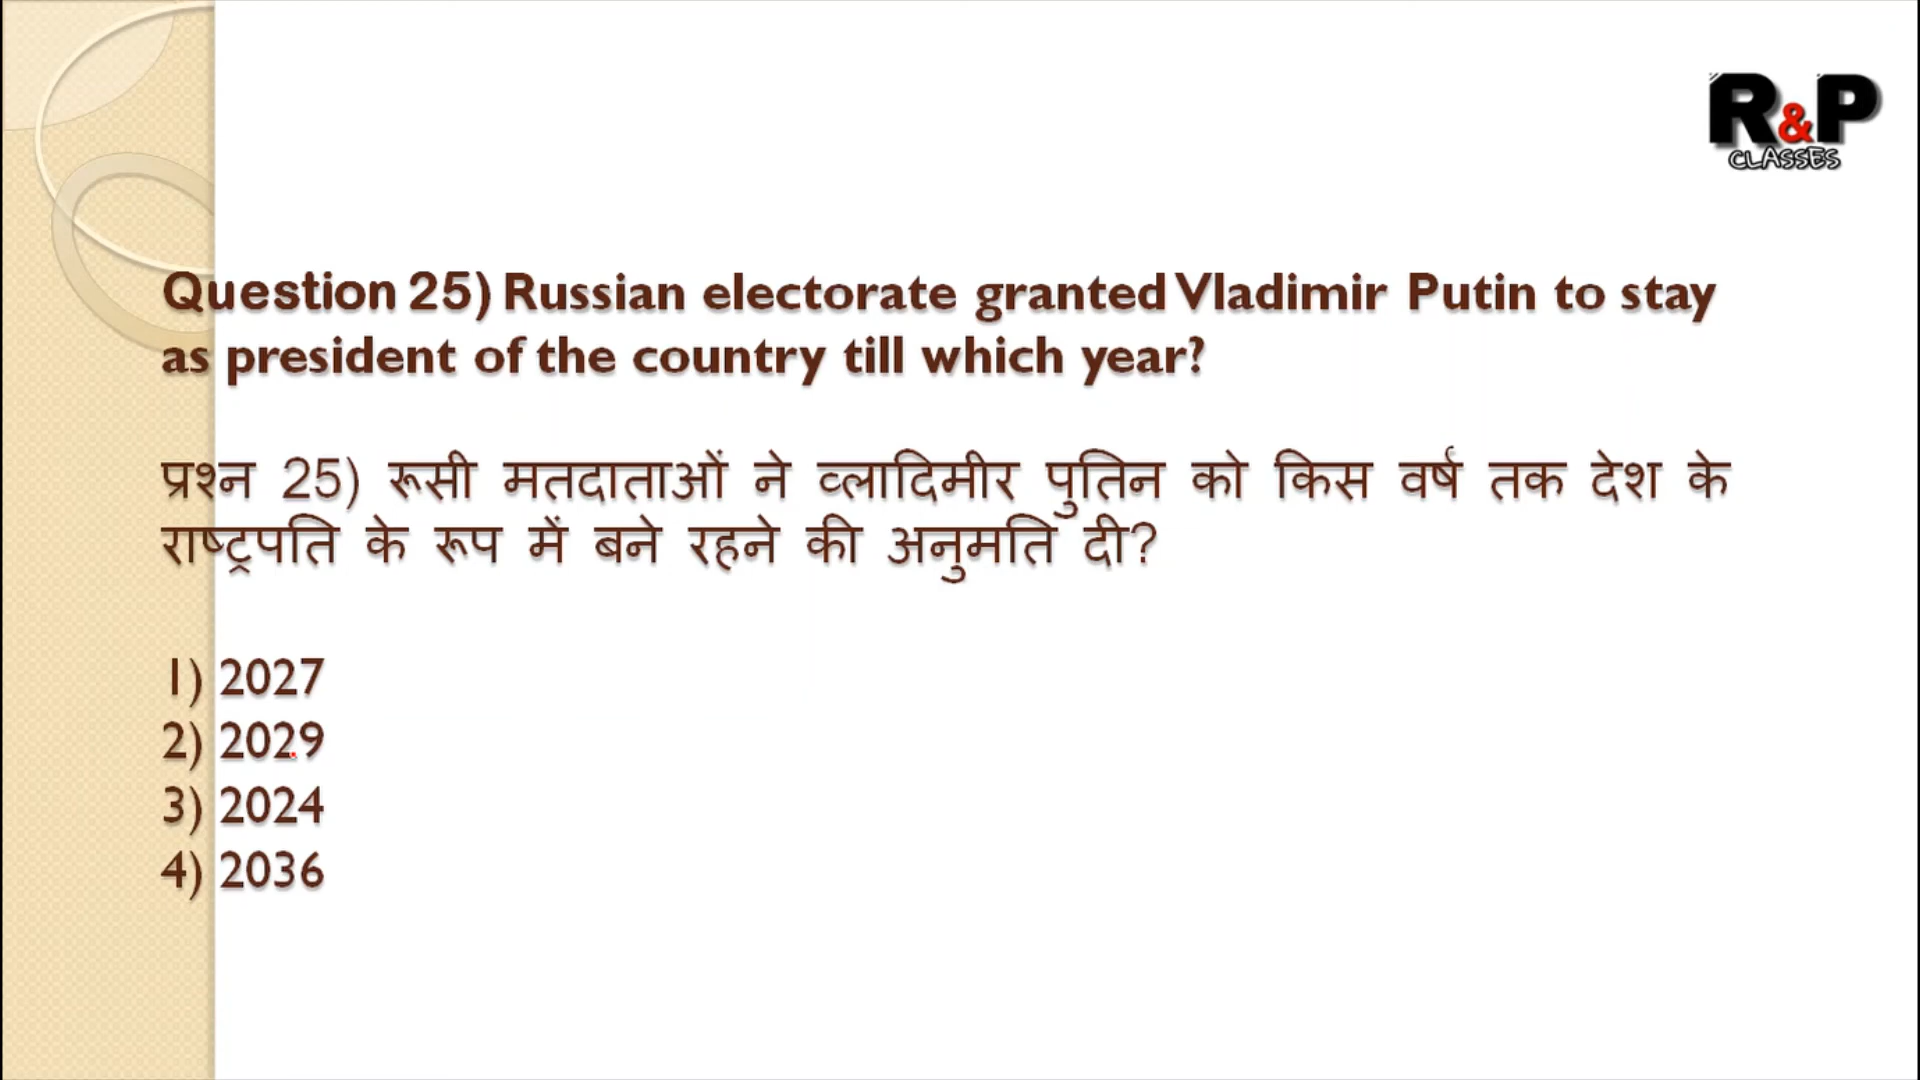 R&P
CLASSES
Question 25) Russian electorate granted Vladimir Putin to stay
as president of the country till which year?
प्रश्न 25) रूसी मतदाताओं ने व्लादिमीर पुतिन को किस वर्ष तक देश के
राष्ट्रपति के रूप में बने रहने की अनुमति दी?
1) 2027
2) 2029
3) 2024
4) 2036